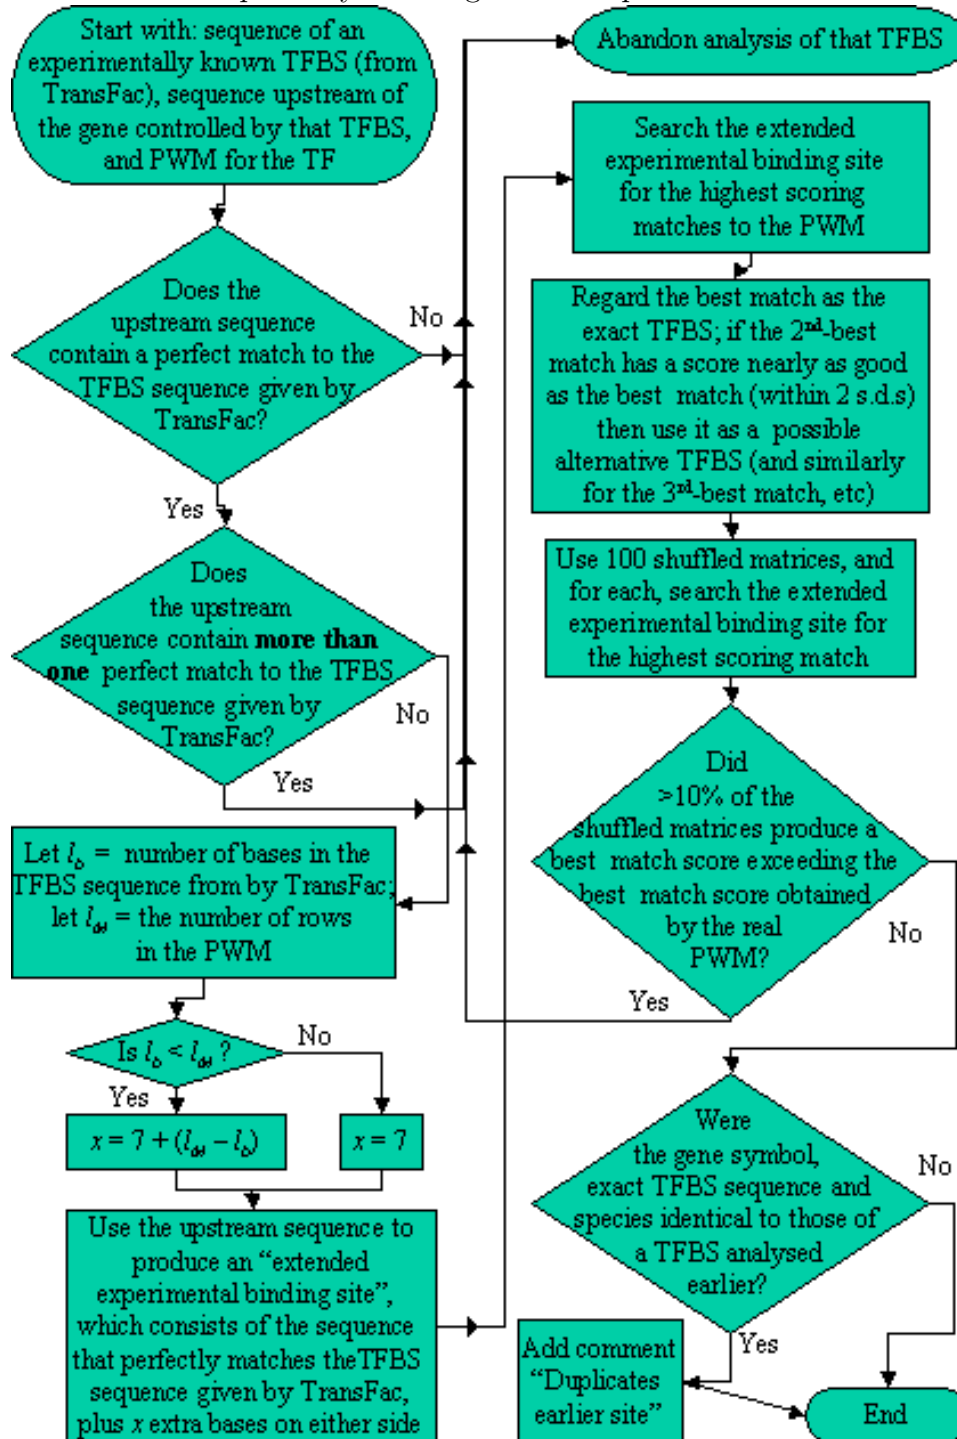 Start with: sequence of an
experimentally known TFBS (from
TransFac), sequence upstream of
the gene controlled by that TFBS,
and PWM for the TF
Does the
upstream sequence
contain a perfect match to the
TFBS sequence given by
TransFac?
No
Yes
Does
the upstream
sequence contain more than
one perfect match to the TFBS
sequence given by
TransFac?
No
Yes
Let l_b = number of bases in the
TFBS sequence from by TransFac;
let = the number of rows
in the PWM
Is l_b < ?
No
Yes
x = 7 + ( – l_b)
x = 7
Use the upstream sequence to
produce an “extended
experimental binding site”,
which consists of the sequence
that perfectly matches theTFBS
sequence given by TransFac,
plus x extra bases on either side
Abandon analysis of that TFBS
Search the extended
experimental binding site
for the highest scoring
matches to the PWM
Regard the best match as the
exact TFBS; if the 2nd-best
match has a score nearly as good
as the best match (within 2 s.d.s)
then use it as a possible
alternative TFBS (and similarly
for the 3rd-best match, etc)
Use 100 shuffled matrices, and
for each, search the extended
experimental binding site for
the highest scoring match
Did
>10% of the
shuffled matrices produce a
best match score exceeding the
best match score obtained
by the real
PWM?
No
Yes
Were
the gene symbol,
exact TFBS sequence and
species identical to those of
a TFBS analysed
earlier?
No
Yes
Add comment
“Duplicates
earlier site”
End